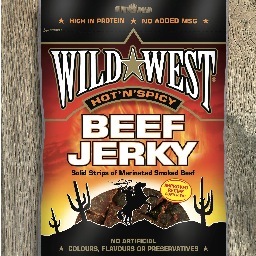 HIGH IN PROTEIN ★ NO ADDED MSG
WILD★WEST
HOT'N'SPICY
BEEF
JERKY
Solid Strips of Marinated Smoked Beef
NO ARTIFICIAL
COLOURS, FLAVOURS OR PRESERVATIVES